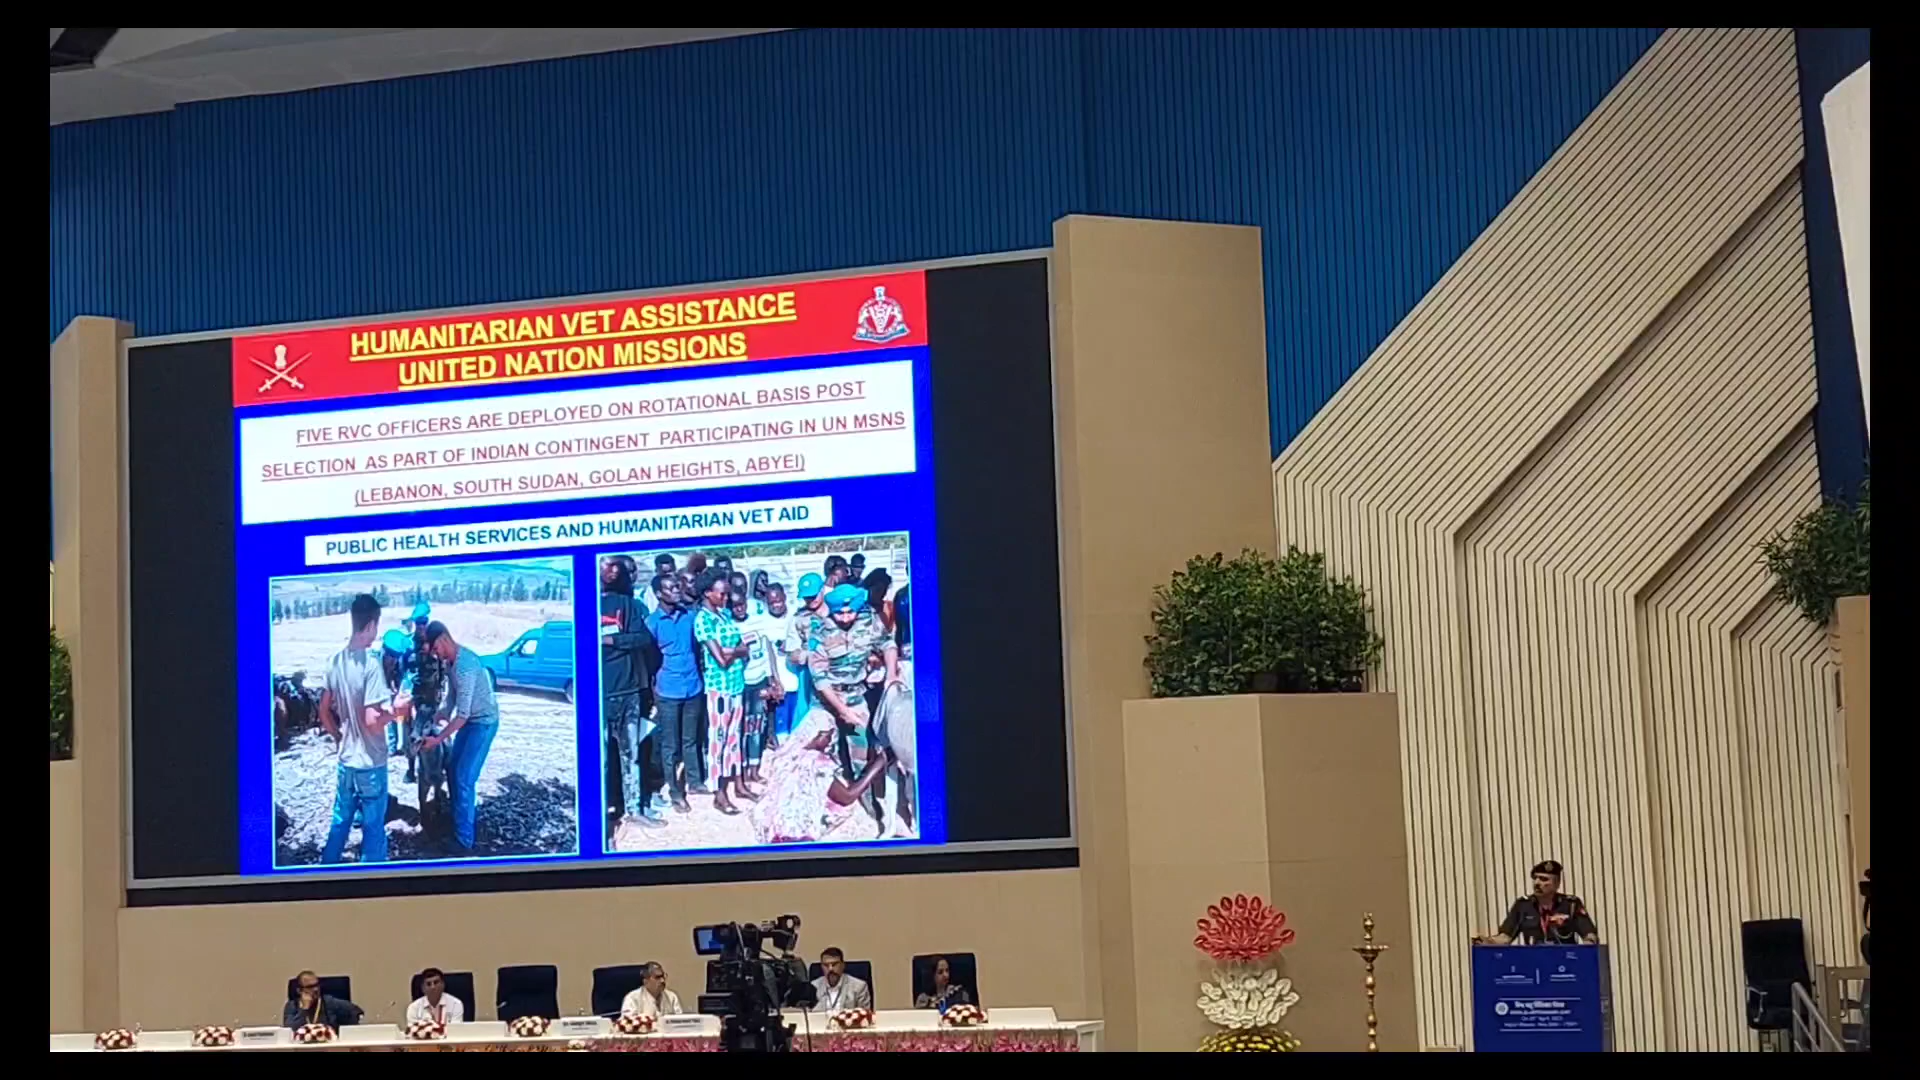 HUMANITARIAN VET ASSISTANCE
UNITED NATION MISSIONS
FIVE RVC OFFICERS ARE DEPLOYED ON ROTATIONAL BASIS POST
SELECTION AS PART OF INDIAN CONTINGENT PARTICIPATING IN UN MSNS
(LEBANON, SOUTH SUDAN, GOLAN HEIGHTS, ABYEI)
PUBLIC HEALTH SERVICES AND HUMANITARIAN VET AID